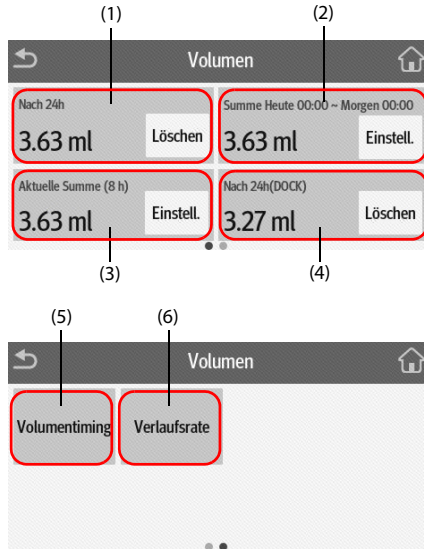 (1)
(2)
Volumen
Nach 24h
3.63 ml
Löschen
Summe Heute 00:00 ~ Morgen 00:00
3.63 ml
Einstell.
Aktuelle Summe (8 h)
3.63 ml
Einstell.
Nach 24h(DOCK)
3.27 ml
Löschen
(3)
(4)
(5)
(6)
Volumen
Volumentiming
Verlaufsrate